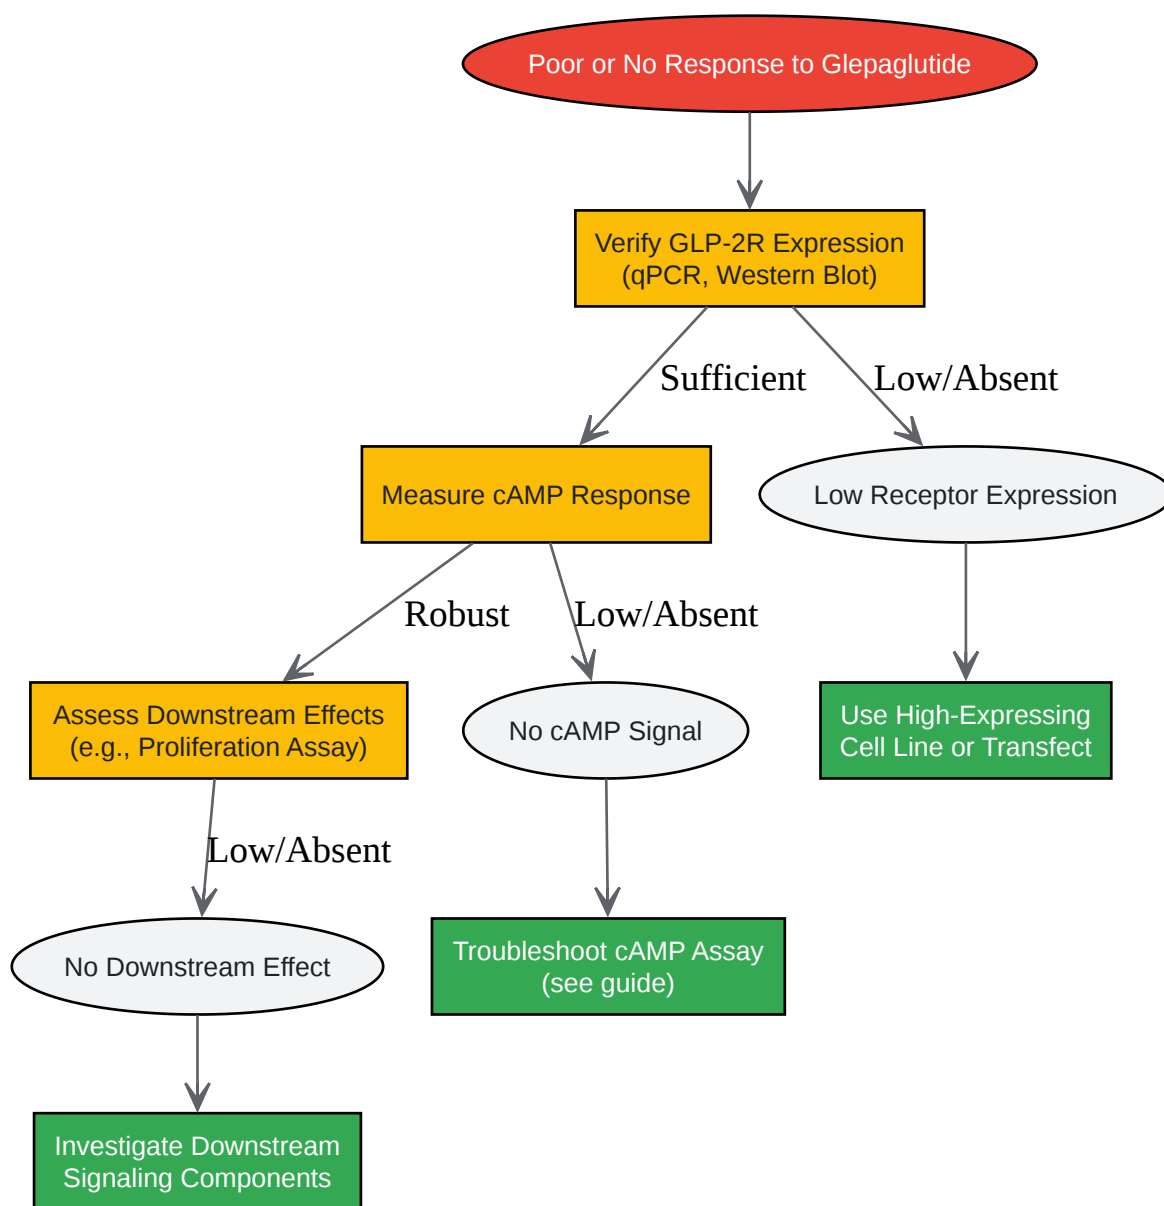 Poor or No Response to Glepaglutide
Verify GLP-2R Expression
(qPCR, Western Blot)
Sufficient
Low/Absent
Measure cAMP Response
Low Receptor Expression
Robust
Low/Absent
Assess Downstream Effects
(e.g., Proliferation Assay)
No cAMP Signal
Use High-Expressing
Cell Line or Transfect
Low/Absent
No Downstream Effect
Troubleshoot cAMP Assay
(see guide)
Investigate Downstream
Signaling Components